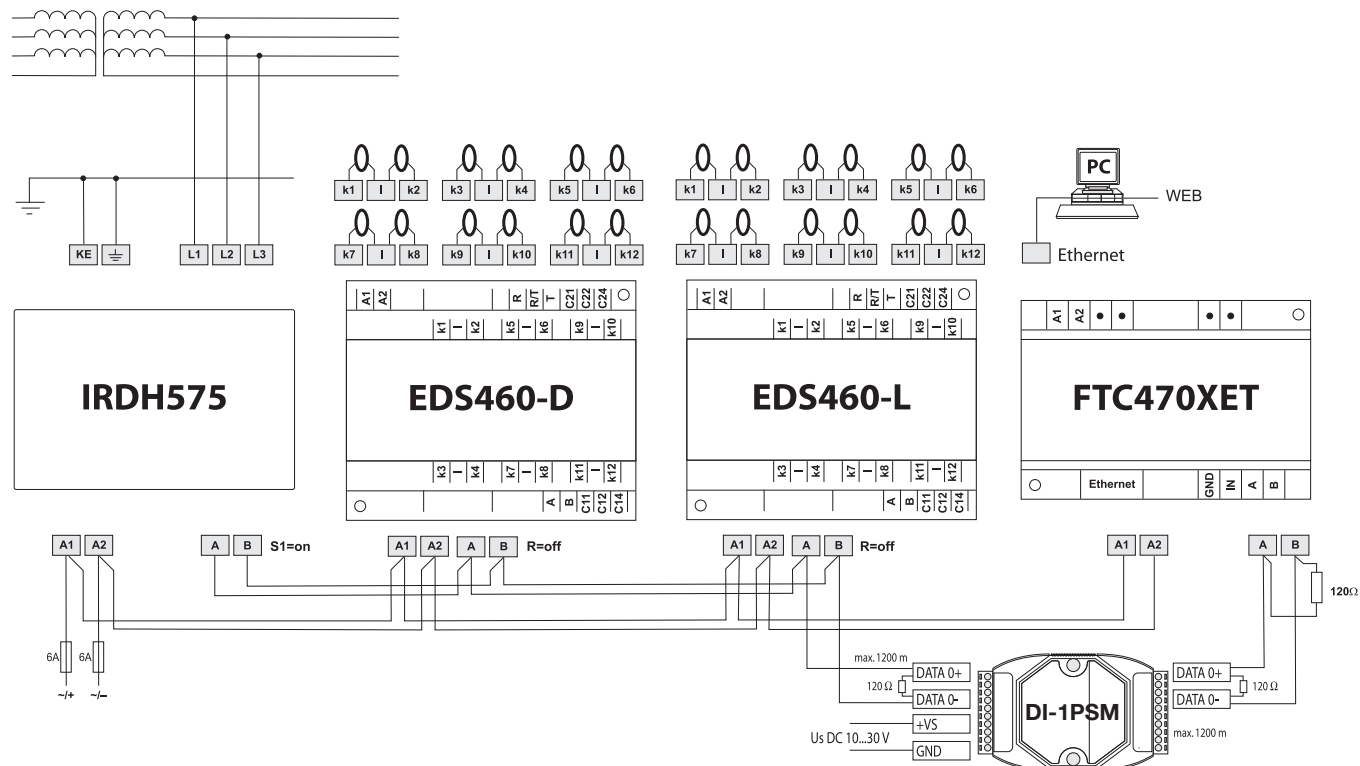 k1 I k2 k3 I k4 k5 I k6 k1 I k2 k3 I k4 k5 I k6
PC
WEB
k7 I k8 k9 I k10 k11 I k12 k7 I k8 k9 I k10 k11 I k12
Ethernet
KE L1 L2 L3
A1 A2 R R/T T C21 C22 C24
k1 I k2 k5 I k6 k9 I k10
A1 A2 R R/T T C21 C22 C24
k1 I k2 k5 I k6 k9 I k10
A1 A2
IRDH575
EDS460-D
EDS460-L
FTC470XET
k3 I k4 k7 I k8 k11 I k12
A B C11 C12 C14
k3 I k4 k7 I k8 k11 I k12
A B C11 C12 C14
Ethernet GND IN A B
A1 A2 A B S1=on A1 A2 A B R=off A1 A2 A B R=off A1 A2 A B
120Ω
6A 6A
~/+ ~/–
max. 1200 m
DATA 0+
120 Ω
DATA 0-
+VS
Us DC 10...30 V
GND
DI-1PSM
DATA 0+
120 Ω
DATA 0-
max. 1200 m